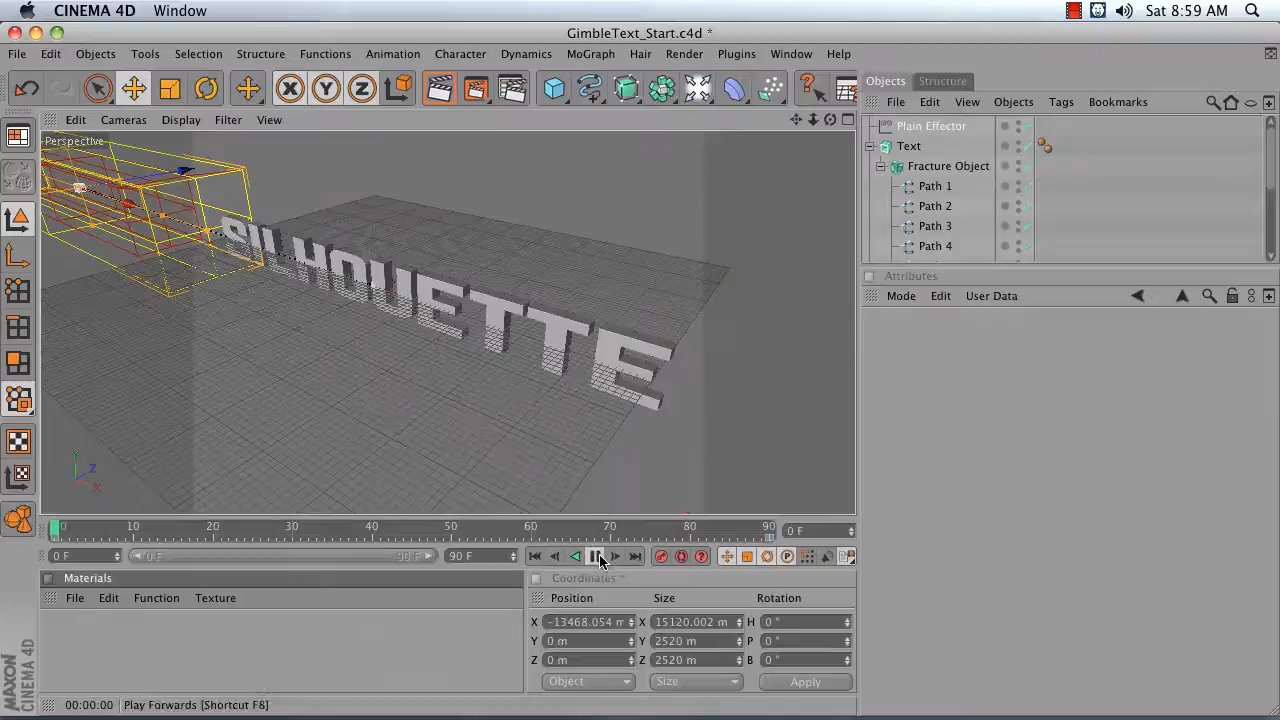 CINEMA 4D Window Sat 8:59 AM
GimbleText_Start.c4d *
File Edit Objects Tools Selection Structure Functions Animation Character Dynamics MoGraph Hair Render Plugins Window Help
Objects Structure
File Edit View Objects Tags Bookmarks
Edit Cameras Display Filter View
Perspective
Plain Effector
Text
Fracture Object
Path 1
Path 2
Path 3
Path 4
Attributes
Mode Edit User Data
SILHOUETTE
Y Z X
0 10 20 30 40 50 60 70 80 90 0 F
0 F 0 F 90 F 90 F
Materials
File Edit Function Texture
Coordinates
Position Size Rotation
X -13468.054 m X 15120.002 m H 0 °
Y 0 m Y 2520 m P 0 °
Z 0 m Z 2520 m B 0 °
Object Size Apply
MAXON CINEMA 4D
00:00:00 Play Forwards [Shortcut F8]